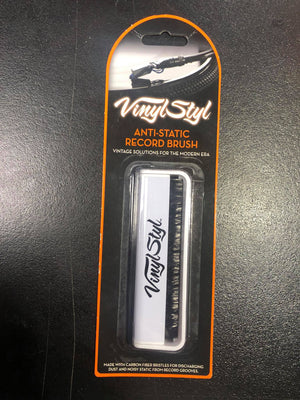 Vinyl Styl
ANTI-STATIC
RECORD BRUSH
VINTAGE SOLUTIONS FOR THE MODERN ERA
Vinyl Styl
MADE WITH CARBON FIBER BRISTLES FOR DISCHARGING
DUST AND NOISY STATIC FROM RECORD GROOVES.